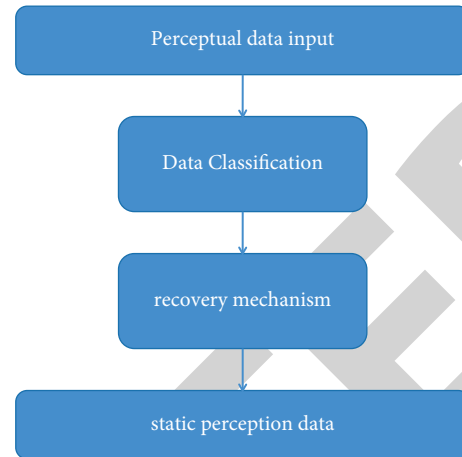 Perceptual data input
Data Classification
recovery mechanism
static perception data